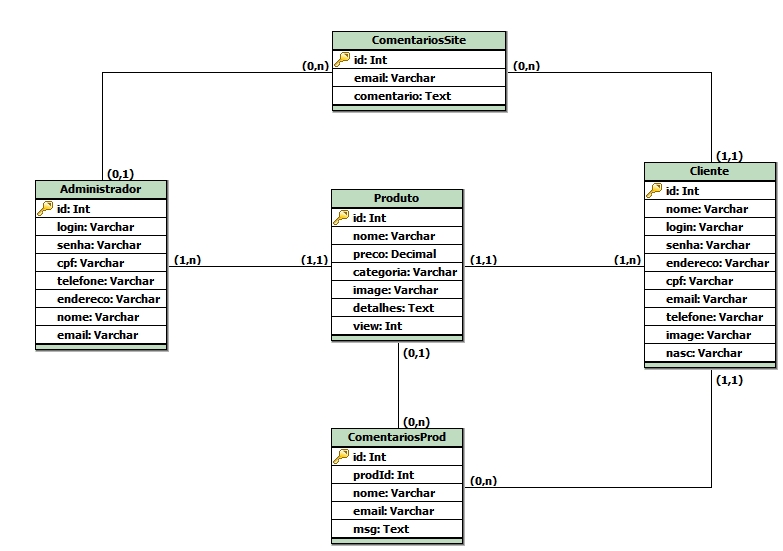 ComentariosSite
id: Int
email: Varchar
comentario: Text
(0,n)
(0,n)
(0,1)
(1,1)
Administrador
id: Int
login: Varchar
senha: Varchar
cpf: Varchar
telefone: Varchar
endereco: Varchar
nome: Varchar
email: Varchar
(1,n)
(1,1)
Produto
id: Int
nome: Varchar
preco: Decimal
categoria: Varchar
image: Varchar
detalhes: Text
view: Int
(1,1)
(1,n)
Cliente
id: Int
nome: Varchar
login: Varchar
senha: Varchar
endereco: Varchar
cpf: Varchar
email: Varchar
telefone: Varchar
image: Varchar
nasc: Varchar
(0,1)
(1,1)
(0,n)
ComentariosProd
id: Int
prodId: Int
nome: Varchar
email: Varchar
msg: Text
(0,n)